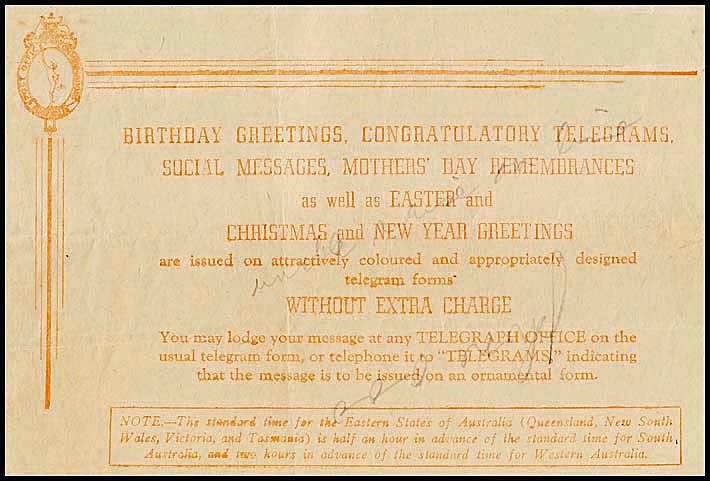 BIRTHDAY GREETINGS, CONGRATULATORY TELEGRAMS,
SOCIAL MESSAGES, MOTHERS' DAY REMEMBRANCES
as well as EASTER and
CHRISTMAS and NEW YEAR GREETINGS
are issued on attractively coloured and appropriately designed
telegram forms
WITHOUT EXTRA CHARGE
You may lodge your message at any TELEGRAPH OFFICE on the
usual telegram form, or telephone it to "TELEGRAMS," indicating
that the message is to be issued on an ornamental form.
NOTE.—The standard time for the Eastern States of Australia (Queensland, New South
Wales, Victoria, and Tasmania) is half an hour in advance of the standard time for South
Australia, and two hours in advance of the standard time for Western Australia.